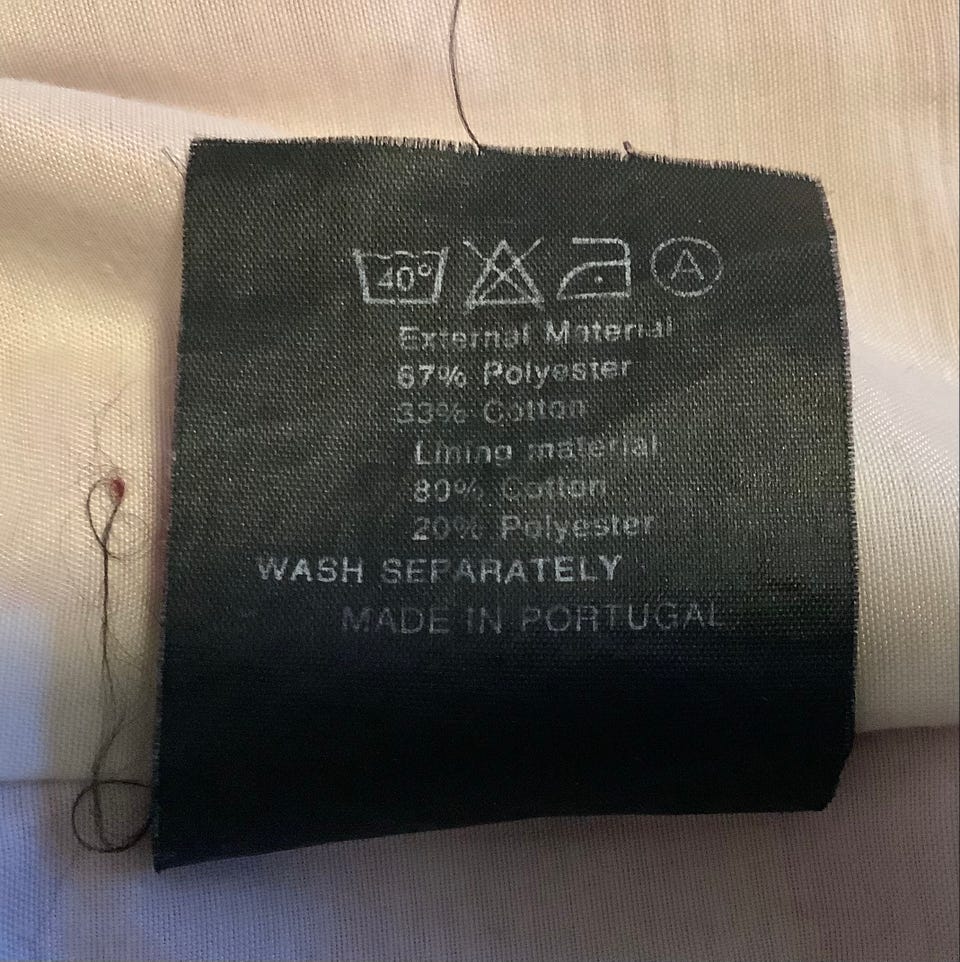 40° A
External Material
67% Polyester
33% Cotton
Lining material
80% Cotton
20% Polyester
WASH SEPARATELY
MADE IN PORTUGAL